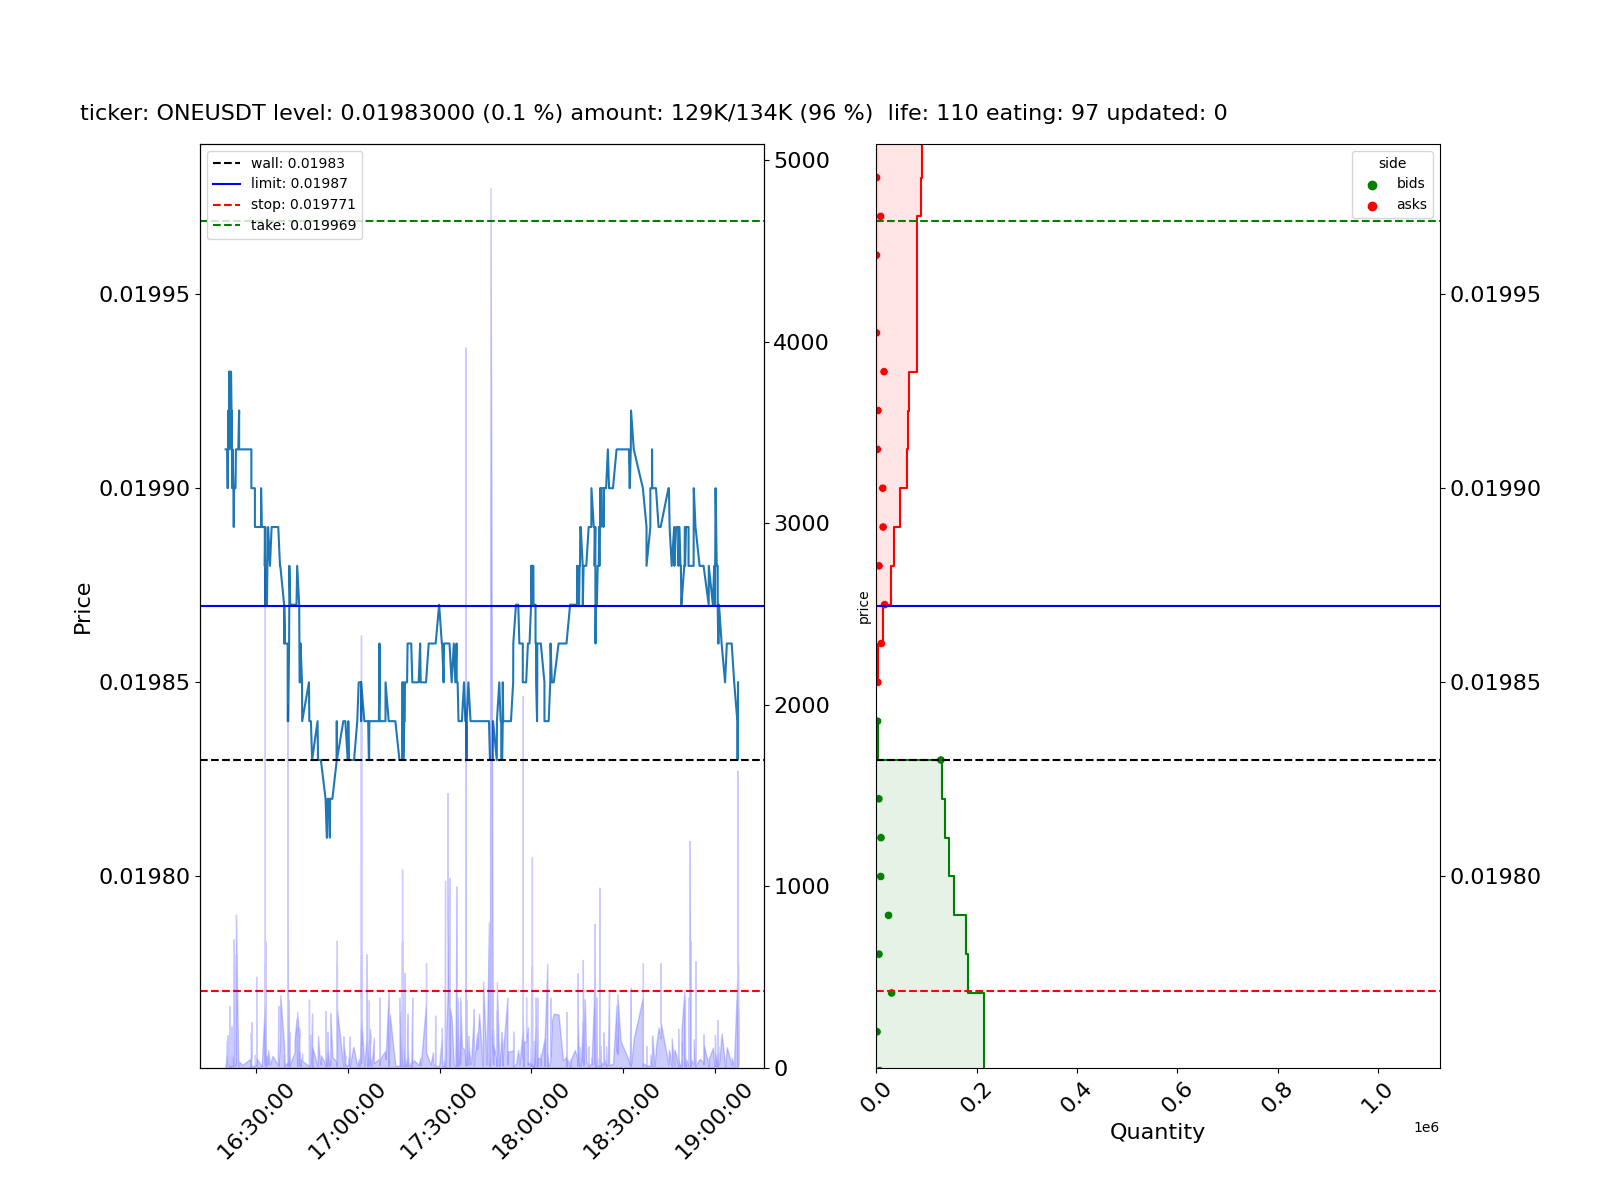 ticker: ONEUSDT level: 0.01983000 (0.1 %) amount: 129K/134K (96 %)  life: 110 eating: 97 updated: 0
wall: 0.01983
limit: 0.01987
stop: 0.019771
take: 0.019969
Price
0.01995
0.01990
0.01985
0.01980
5000
4000
3000
2000
1000
0
16:30:00
17:00:00
17:30:00
18:00:00
18:30:00
19:00:00
side
bids
asks
price
0.01995
0.01990
0.01985
0.01980
0.0
0.2
0.4
0.6
0.8
1.0
1e6
Quantity